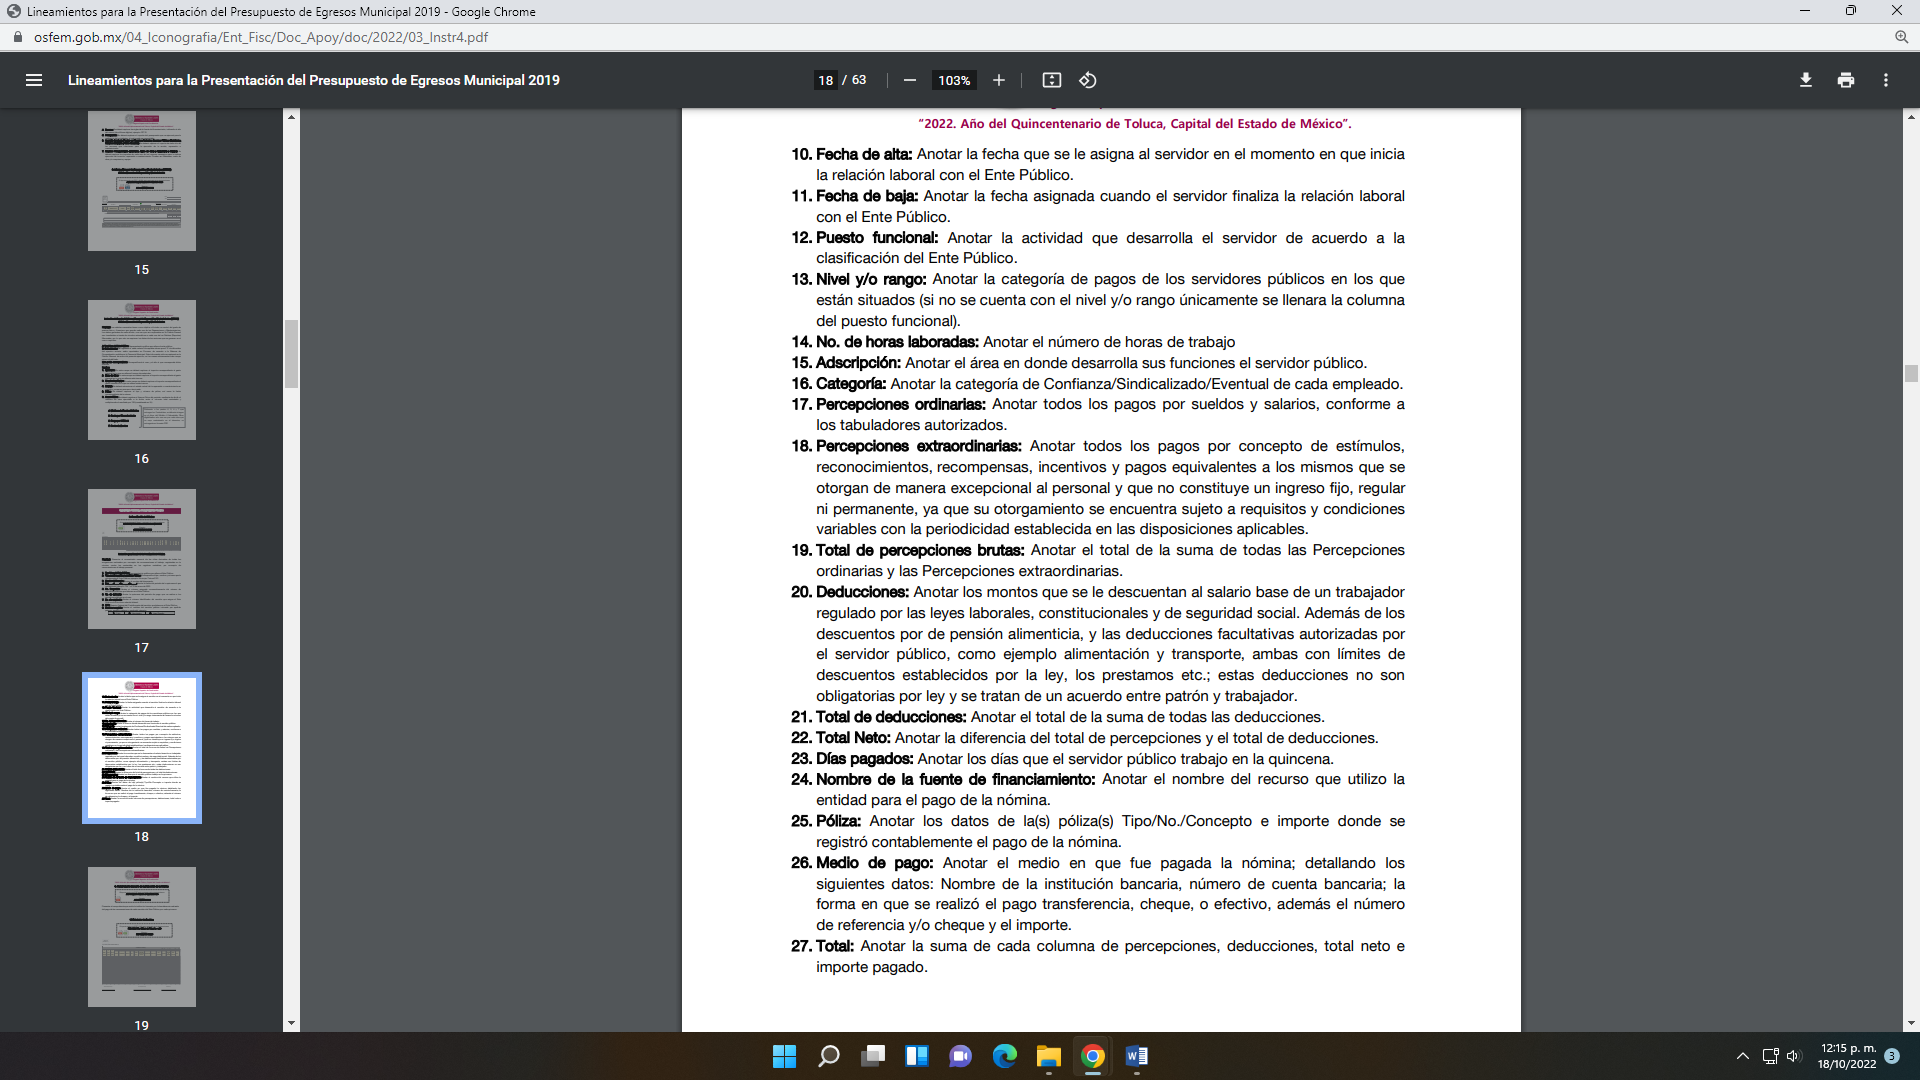 Lineamientos para la Presentación del Presupuesto de Egresos Municipal 2019 - Google Chrome
osfem.gob.mx/04_Iconografia/Ent_Fisc/Doc_Apoy/doc/2022/03_Instr4.pdf
Lineamientos para la Presentación del Presupuesto de Egresos Municipal 2019
18 / 63
103%
15
16
17
18
19
"2022. Año del Quincentenario de Toluca, Capital del Estado de México".
10. Fecha de alta: Anotar la fecha que se le asigna al servidor en el momento en que inicia
la relación laboral con el Ente Público.
11. Fecha de baja: Anotar la fecha asignada cuando el servidor finaliza la relación laboral
con el Ente Público.
12. Puesto funcional: Anotar la actividad que desarrolla el servidor de acuerdo a la
clasificación del Ente Público.
13. Nivel y/o rango: Anotar la categoría de pagos de los servidores públicos en los que
están situados (si no se cuenta con el nivel y/o rango únicamente se llenara la columna
del puesto funcional).
14. No. de horas laboradas: Anotar el número de horas de trabajo
15. Adscripción: Anotar el área en donde desarrolla sus funciones el servidor público.
16. Categoría: Anotar la categoría de Confianza/Sindicalizado/Eventual de cada empleado.
17. Percepciones ordinarias: Anotar todos los pagos por sueldos y salarios, conforme a
los tabuladores autorizados.
18. Percepciones extraordinarias: Anotar todos los pagos por concepto de estímulos,
reconocimientos, recompensas, incentivos y pagos equivalentes a los mismos que se
otorgan de manera excepcional al personal y que no constituye un ingreso fijo, regular
ni permanente, ya que su otorgamiento se encuentra sujeto a requisitos y condiciones
variables con la periodicidad establecida en las disposiciones aplicables.
19. Total de percepciones brutas: Anotar el total de la suma de todas las Percepciones
ordinarias y las Percepciones extraordinarias.
20. Deducciones: Anotar los montos que se le descuentan al salario base de un trabajador
regulado por las leyes laborales, constitucionales y de seguridad social. Además de los
descuentos por de pensión alimenticia, y las deducciones facultativas autorizadas por
el servidor público, como ejemplo alimentación y transporte, ambas con límites de
descuentos establecidos por la ley, los prestamos etc.; estas deducciones no son
obligatorias por ley y se tratan de un acuerdo entre patrón y trabajador.
21. Total de deducciones: Anotar el total de la suma de todas las deducciones.
22. Total Neto: Anotar la diferencia del total de percepciones y el total de deducciones.
23. Días pagados: Anotar los días que el servidor público trabajo en la quincena.
24. Nombre de la fuente de financiamiento: Anotar el nombre del recurso que utilizo la
entidad para el pago de la nómina.
25. Póliza: Anotar los datos de la(s) póliza(s) Tipo/No./Concepto e importe donde se
registró contablemente el pago de la nómina.
26. Medio de pago: Anotar el medio en que fue pagada la nómina; detallando los
siguientes datos: Nombre de la institución bancaria, número de cuenta bancaria; la
forma en que se realizó el pago transferencia, cheque, o efectivo, además el número
de referencia y/o cheque y el importe.
27. Total: Anotar la suma de cada columna de percepciones, deducciones, total neto e
importe pagado.
12:15 p. m.
18/10/2022
3